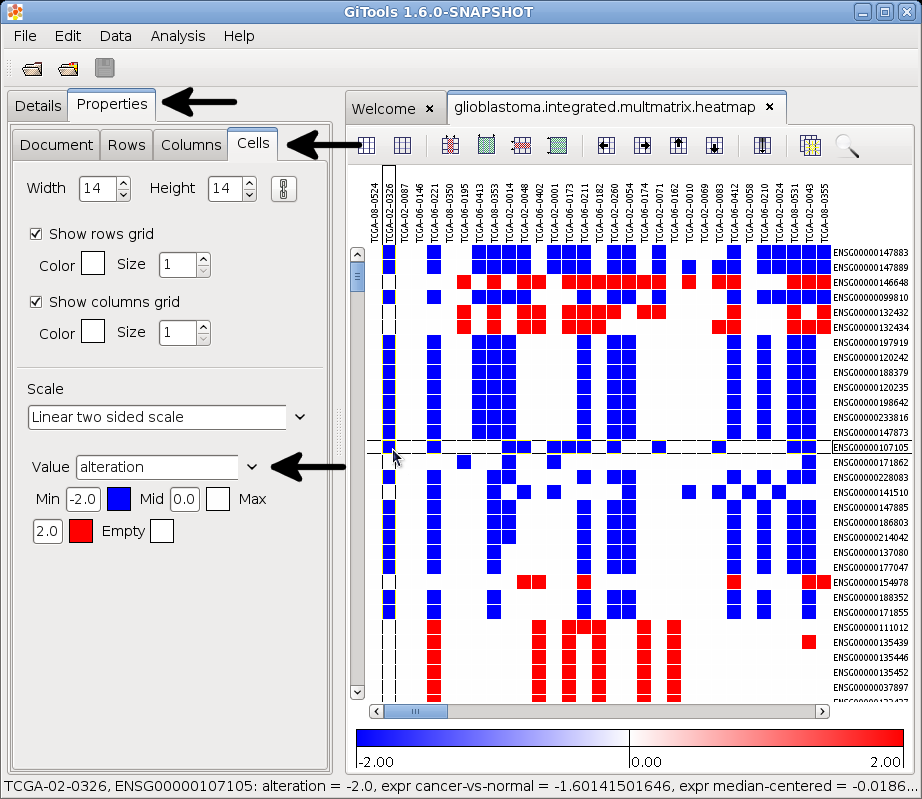 GiTools 1.6.0-SNAPSHOT
File Edit Data Analysis Help
Details Properties
Document Rows Columns Cells
Width 14 Height 14
Show rows grid
Color Size 1
Show columns grid
Color Size 1
Scale
Linear two sided scale
Value alteration
Min -2.0 Mid 0.0 Max
2.0 Empty
Welcome × glioblastoma.integrated.multmatrix.heatmap ×
TCGA-08-0524
TCGA-02-0326
TCGA-02-0087
TCGA-06-0146
TCGA-06-0221
TCGA-08-0350
TCGA-06-0195
TCGA-06-0413
TCGA-08-0353
TCGA-02-0014
TCGA-02-0048
TCGA-06-0402
TCGA-02-0001
TCGA-06-0173
TCGA-06-0211
TCGA-06-0182
TCGA-02-0260
TCGA-02-0054
TCGA-06-0174
TCGA-02-0071
TCGA-06-0162
TCGA-02-0010
TCGA-02-0069
TCGA-02-0083
TCGA-06-0412
TCGA-02-0033
TCGA-06-0210
TCGA-02-0024
TCGA-08-0531
TCGA-02-0043
TCGA-08-0355
ENSG00000147883
ENSG00000147889
ENSG00000146648
ENSG00000099810
ENSG00000132432
ENSG00000132434
ENSG00000197919
ENSG00000120242
ENSG00000188379
ENSG00000120235
ENSG00000198642
ENSG00000233816
ENSG00000147873
ENSG00000107105
ENSG00000171862
ENSG00000228083
ENSG00000141510
ENSG00000147885
ENSG00000186803
ENSG00000214042
ENSG00000137080
ENSG00000177047
ENSG00000154978
ENSG00000188352
ENSG00000171855
ENSG00000111012
ENSG00000135439
ENSG00000135446
ENSG00000135452
ENSG00000037897
-2.00 0.00 2.00
TCGA-02-0326, ENSG00000107105: alteration = -2.0, expr cancer-vs-normal = -1.60141501646, expr median-centered = -0.0186...